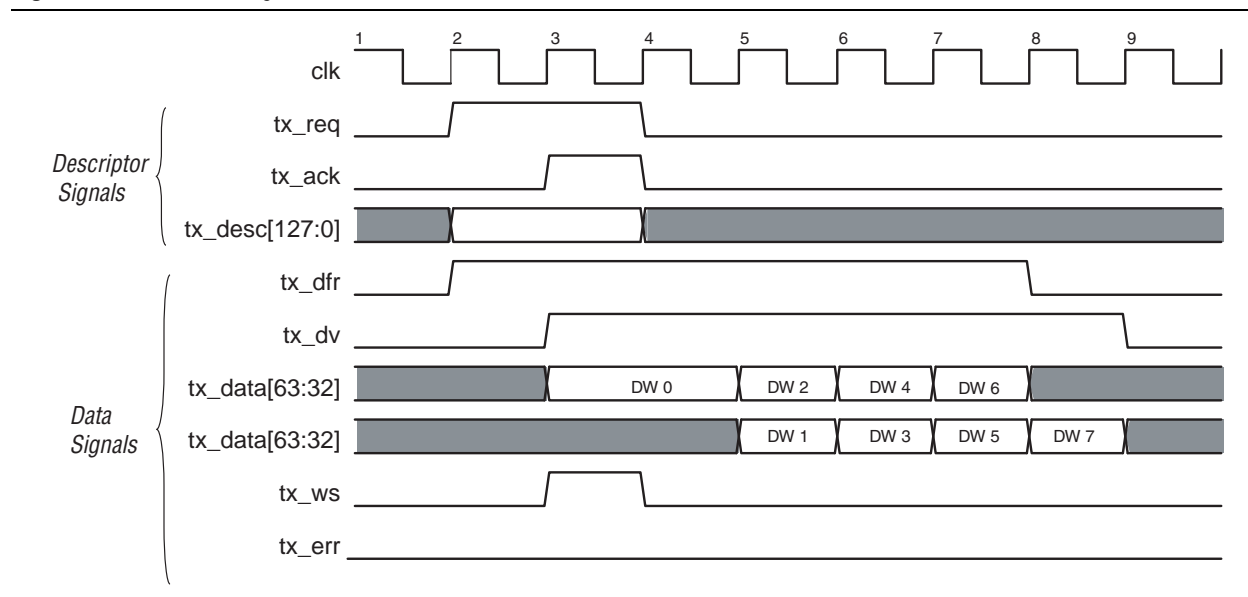 1 2 3 4 5 6 7 8 9
clk
tx_req
Descriptor
Signals
tx_ack
tx_desc[127:0]
tx_dfr
tx_dv
tx_data[63:32] DW 0 DW 2 DW 4 DW 6
Data
Signals
tx_data[63:32] DW 1 DW 3 DW 5 DW 7
tx_ws
tx_err